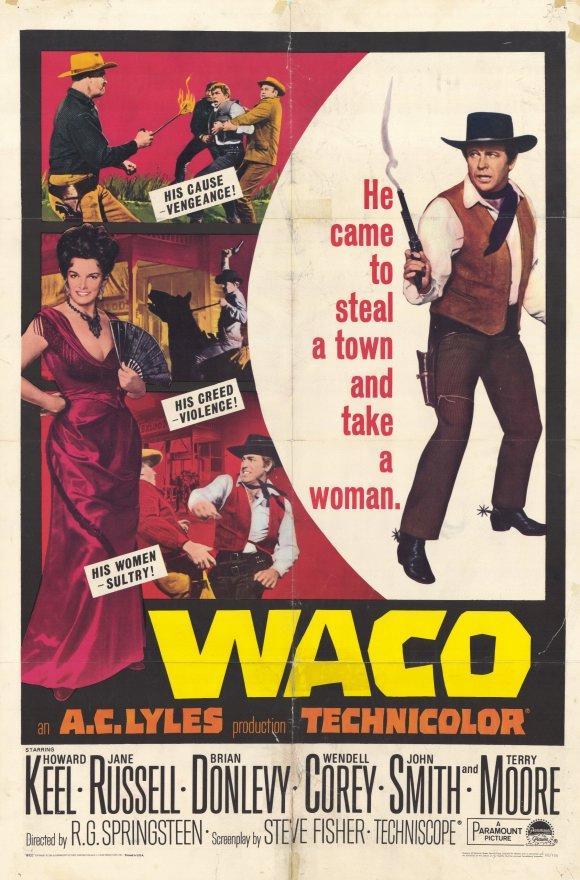 HIS CAUSE
–VENGEANCE!
He
came
to
steal
a town
and
take
a
woman.
HIS CREED
–VIOLENCE!
HIS WOMEN
–SULTRY!
WACO
an A.C. LYLES production TECHNICOLOR®
STARRING
HOWARD KEEL · JANE RUSSELL · BRIAN DONLEVY · WENDELL COREY · JOHN SMITH · and TERRY MOORE
Directed by R.G. SPRINGSTEEN · Screenplay by STEVE FISHER · TECHNISCOPE® · A PARAMOUNT PICTURE
Paramount